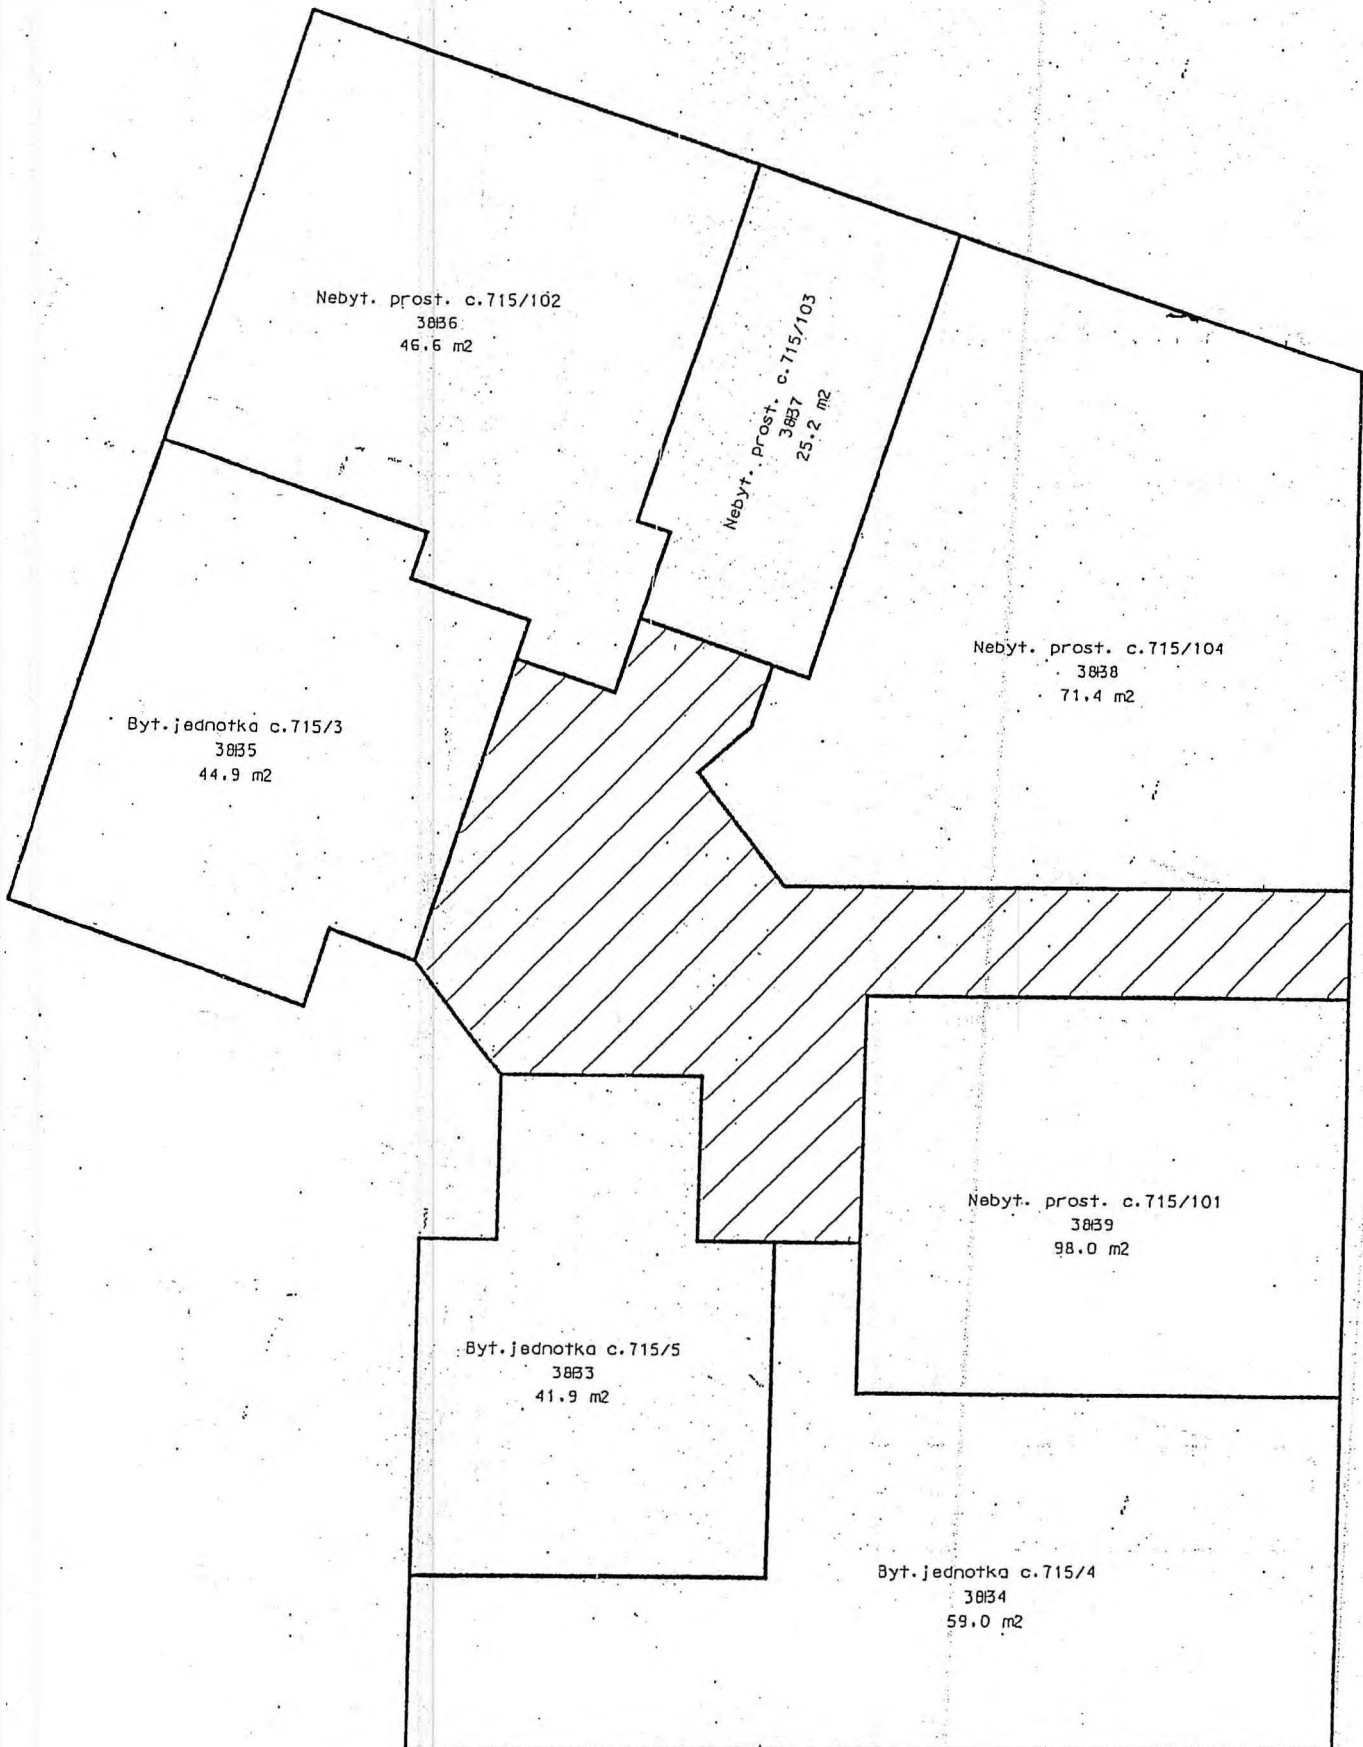 Nebyt. prost. c.715/102
3836
46.6 m2
Nebyt. prost. c.715/103
3837
25.2 m2
Nebyt. prost. c.715/104
3838
71.4 m2
Byt.jednotka c.715/3
3835
44.9 m2
Nebyt. prost. c.715/101
3839
98.0 m2
Byt.jednotka c.715/5
3833
41.9 m2
Byt.jednotka c.715/4
3834
59.0 m2